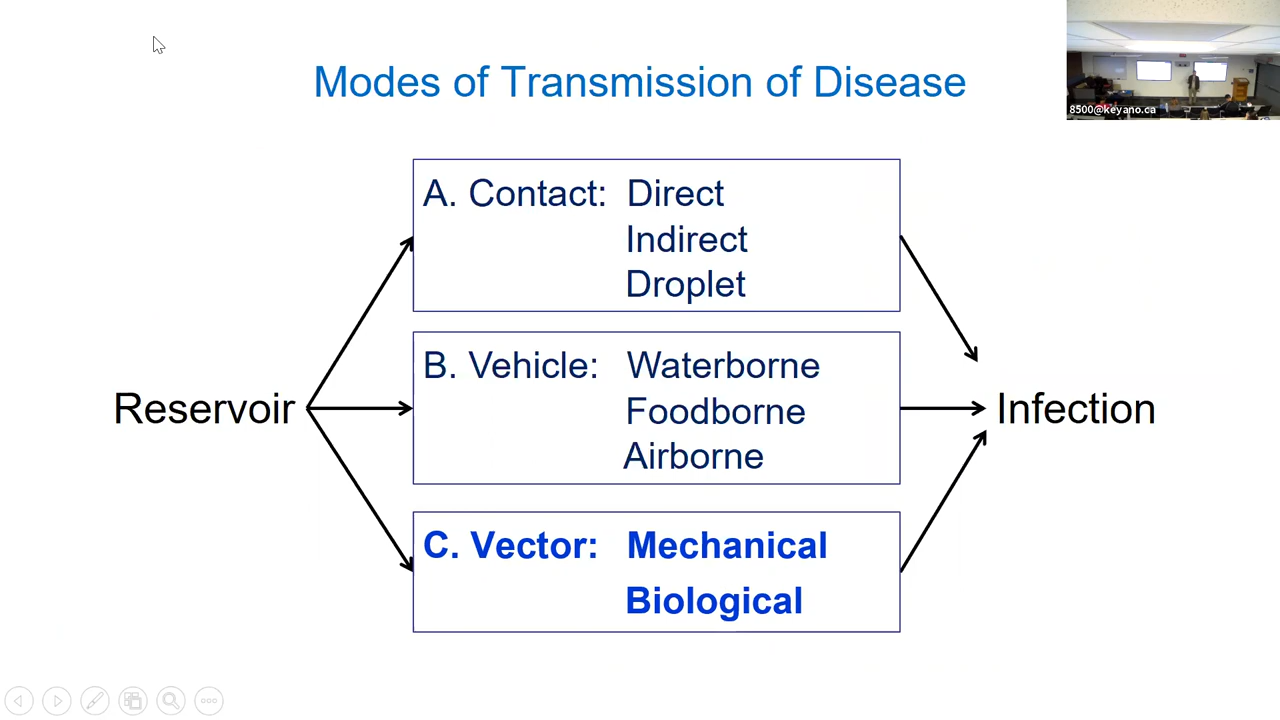 Modes of Transmission of Disease
8500@keyano.ca
A. Contact: Direct
Indirect
Droplet
B. Vehicle: Waterborne
Foodborne
Airborne
Reservoir
Infection
C. Vector: Mechanical
Biological